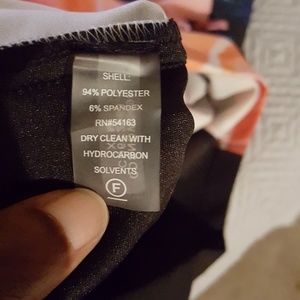 SHELL:
94% POLYESTER
6% SPANDEX
RN#54163
DRY CLEAN WITH
HYDROCARBON
SOLVENTS
F